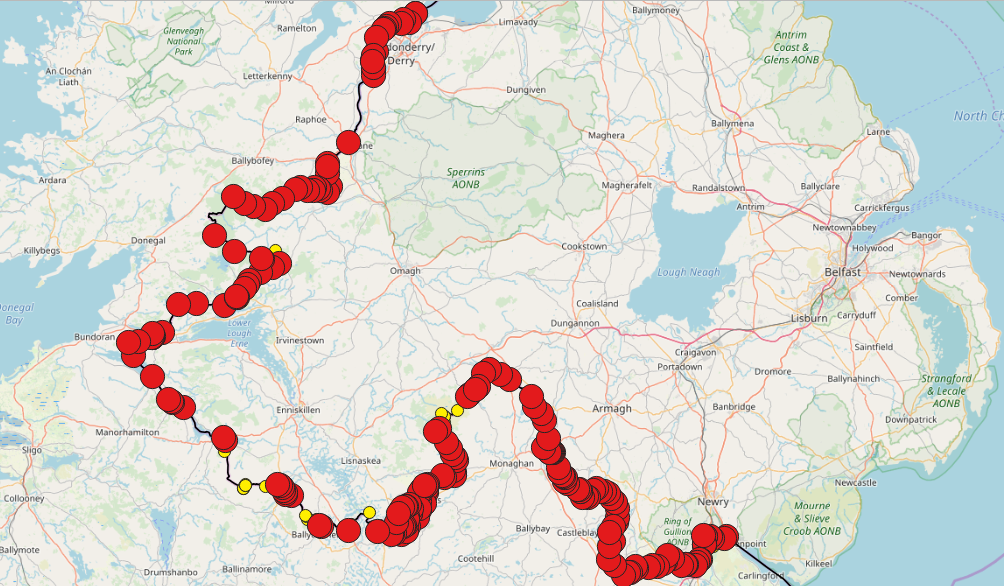 Ramelton
Limavady
Ballymoney
Glenveagh
National
Park
Antrim
Coast &
Glens AONB
An Clochán
Liath
Letterkenny
Derry
Dungiven
North
Raphoe
Ballymena
Larne
Maghera
Ballybofey
Ardara
Sperrins
AONB
Magherafelt
Randalstown
Ballyclare
Antrim
Carrickfergus
Newtownabbey
Killybegs
Donegal
Cookstown
Holywood
Bangor
Omagh
Lough Neagh
Belfast
Newtownards
Coalisland
Comber
Bay
Lower
Lough
Erne
Dungannon
Lisburn
Carryduff
Bundoran
Irvinestown
Craigavon
Portadown
Saintfield
Dromore
Ballynahinch
Strangford
& Lecale
AONB
Enniskillen
Armagh
Banbridge
Downpatrick
Manorhamilton
Sligo
Lisnaskea
Monaghan
Newcastle
Collooney
Newry
Mourne
& Slieve
Croob AONB
Ring of
Gullion
AONB
Ballybay
Ballymote
Cootehill
Kilkeel
Carlingford
Drumshanbo
Ballinamore